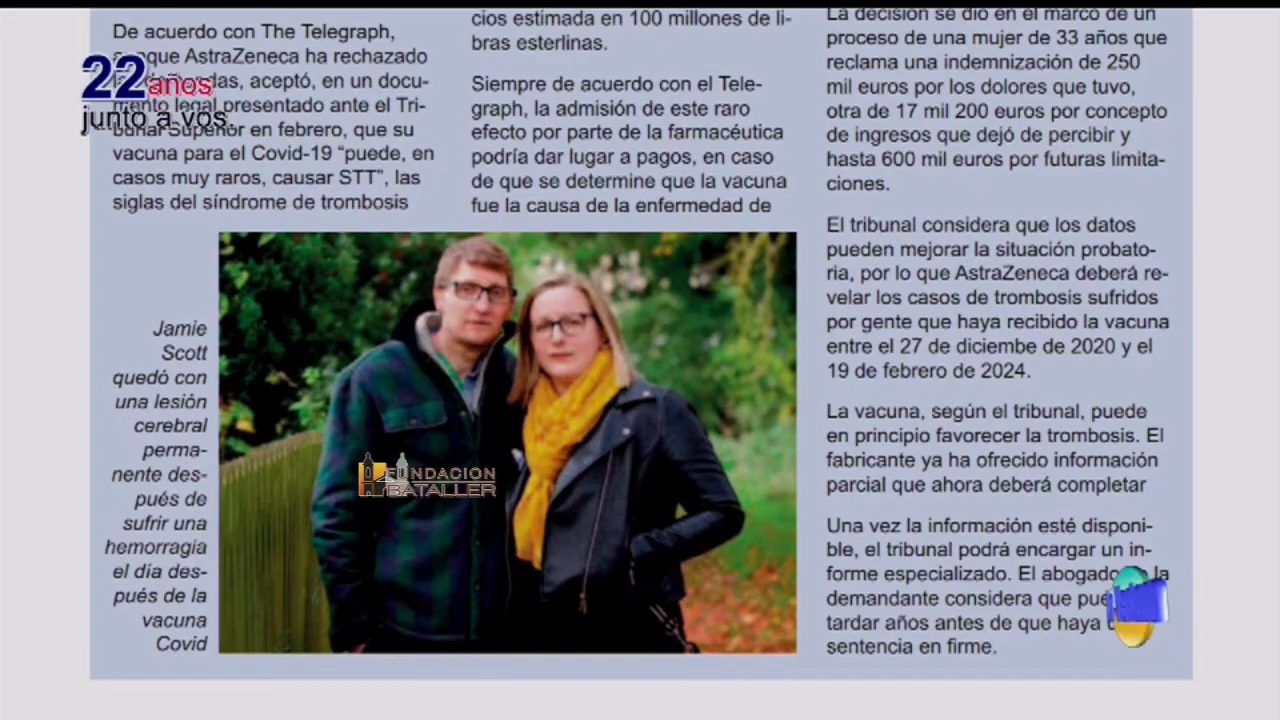 22 años
junto a vos
De acuerdo con The Telegraph,
que AstraZeneca ha rechazado
aceptó, en un docu-
mento legal presentado ante el Tri-
bunal Superior en febrero, que su
vacuna para el Covid-19 “puede, en
casos muy raros, causar STT”, las
siglas del síndrome de trombosis
Jamie
Scott
quedó con
una lesión
cerebral
perma-
nente des-
pués de
sufrir una
hemorragia
el día des-
pués de la
vacuna
Covid
FUNDACION
BATALLER
cios estimada en 100 millones de li-
bras esterlinas.
Siempre de acuerdo con el Tele-
graph, la admisión de este raro
efecto por parte de la farmacéutica
podría dar lugar a pagos, en caso
de que se determine que la vacuna
fue la causa de la enfermedad de
La decisión se dio en el marco de un
proceso de una mujer de 33 años que
reclama una indemnización de 250
mil euros por los dolores que tuvo,
otra de 17 mil 200 euros por concepto
de ingresos que dejó de percibir y
hasta 600 mil euros por futuras limita-
ciones.
El tribunal considera que los datos
pueden mejorar la situación probato-
ria, por lo que AstraZeneca deberá re-
velar los casos de trombosis sufridos
por gente que haya recibido la vacuna
entre el 27 de diciembre de 2020 y el
19 de febrero de 2024.
La vacuna, según el tribunal, puede
en principio favorecer la trombosis. El
fabricante ya ha ofrecido información
parcial que ahora deberá completar
Una vez la información esté disponi-
ble, el tribunal podrá encargar un in-
forme especializado. El abogado la
demandante considera que
tardar años antes de que haya
sentencia en firme.